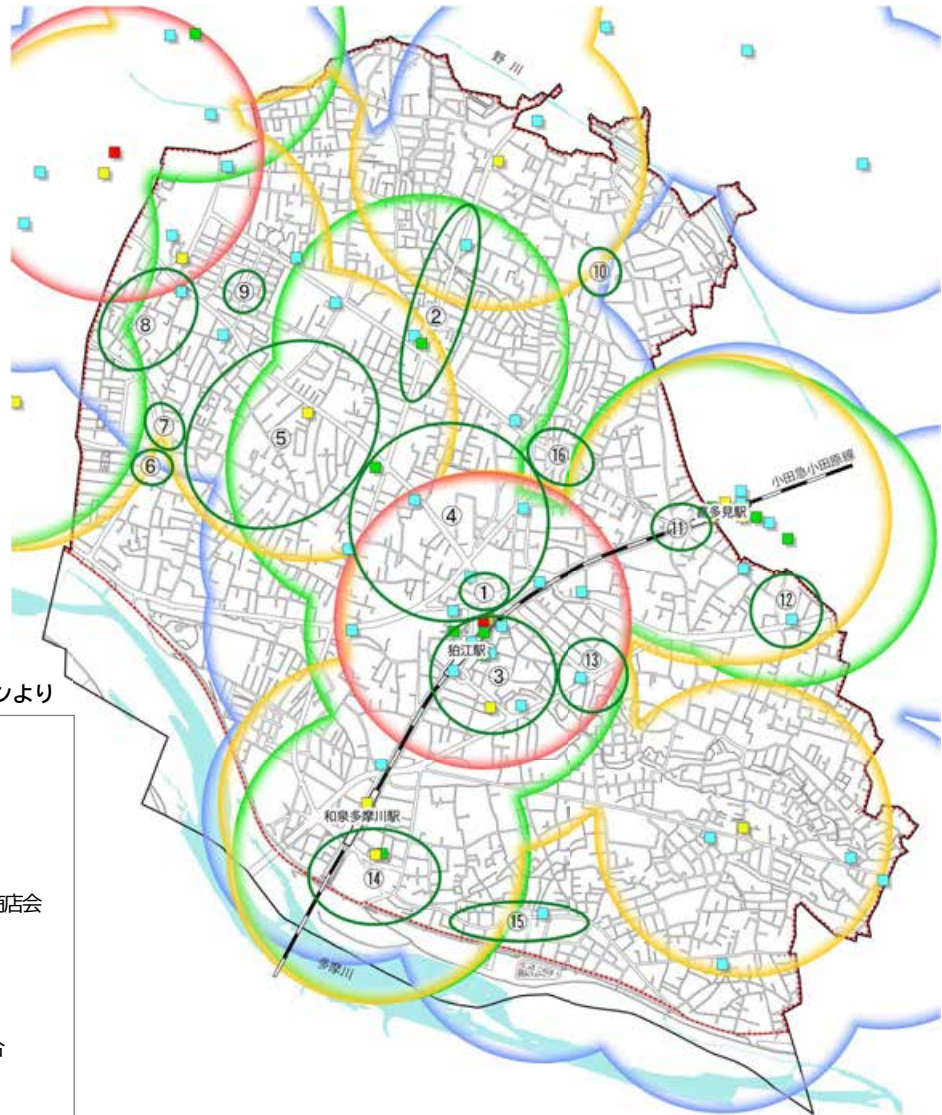 野川
⑩
⑨
②
⑧
⑦
⑤
⑯
⑥
小田急小田原線
喜多見駅
④
⑪
①
⑫
狛江駅
③
⑬
より
和泉多摩川駅
⑭
商店会
⑮
多摩川